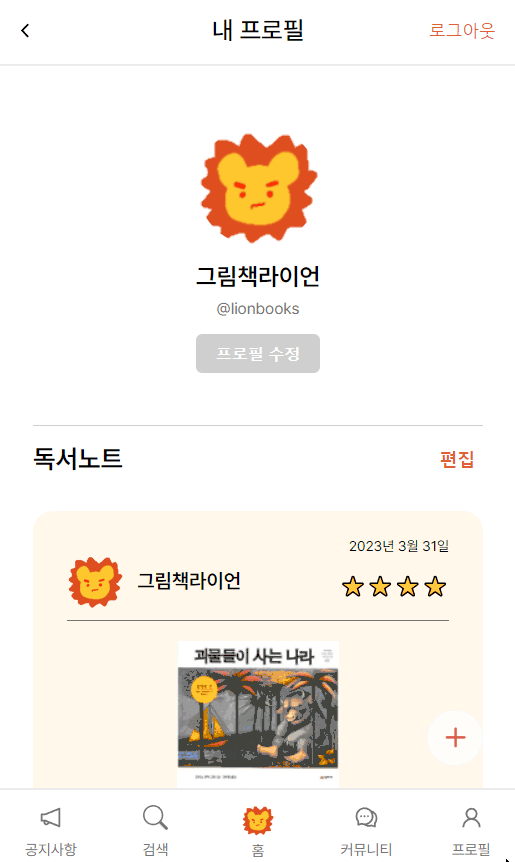 내 프로필
로그아웃
그림책라이언
@lionbooks
프로필 수정
독서노트
편집
2023년 3월 31일
그림책라이언
괴물들이 사는 나라
공지사항
검색
홈
커뮤니티
프로필